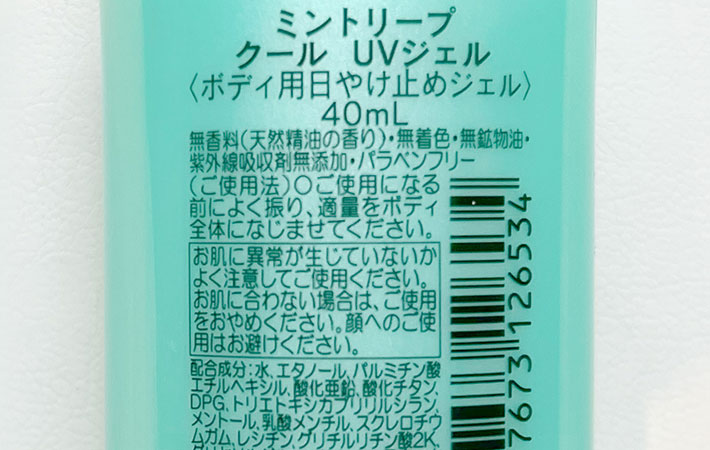 ミントリープ
クール UVジェル
〈ボディ用日やけ止めジェル〉
40mL
無香料(天然精油の香り)・無着色・無鉱物油・
紫外線吸収剤無添加・パラベンフリー
(ご使用法)○ご使用になる
前によく振り、適量をボディ
全体になじませてください。
お肌に異常が生じていないか
よく注意してご使用ください。
お肌に合わない場合は、ご使用
をおやめください。顔へのご使
用はお避けください。
配合成分:水、エタノール、パルミチン酸
エチルヘキシル、酸化亜鉛、酸化チタン、
DPG、トリエトキシカプリリルシラン、
メントール、乳酸メンチル、スクレロチウ
ムガム、レシチン、グリチルリチン酸2K、
7673126534